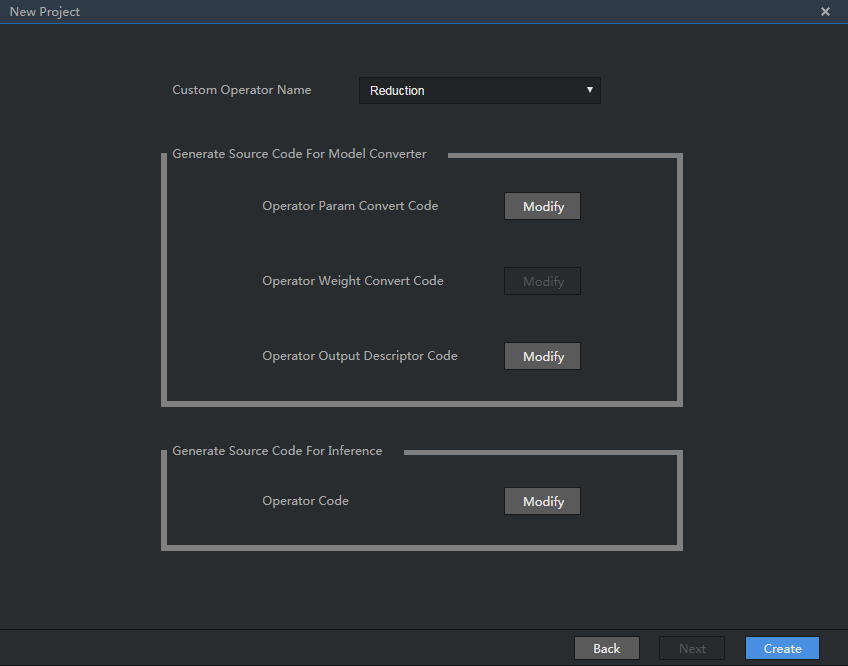 New Project
Custom Operator Name Reduction
Generate Source Code For Model Converter
Operator Param Convert Code Modify
Operator Weight Convert Code Modify
Operator Output Descriptor Code Modify
Generate Source Code For Inference
Operator Code Modify
Back Next Create